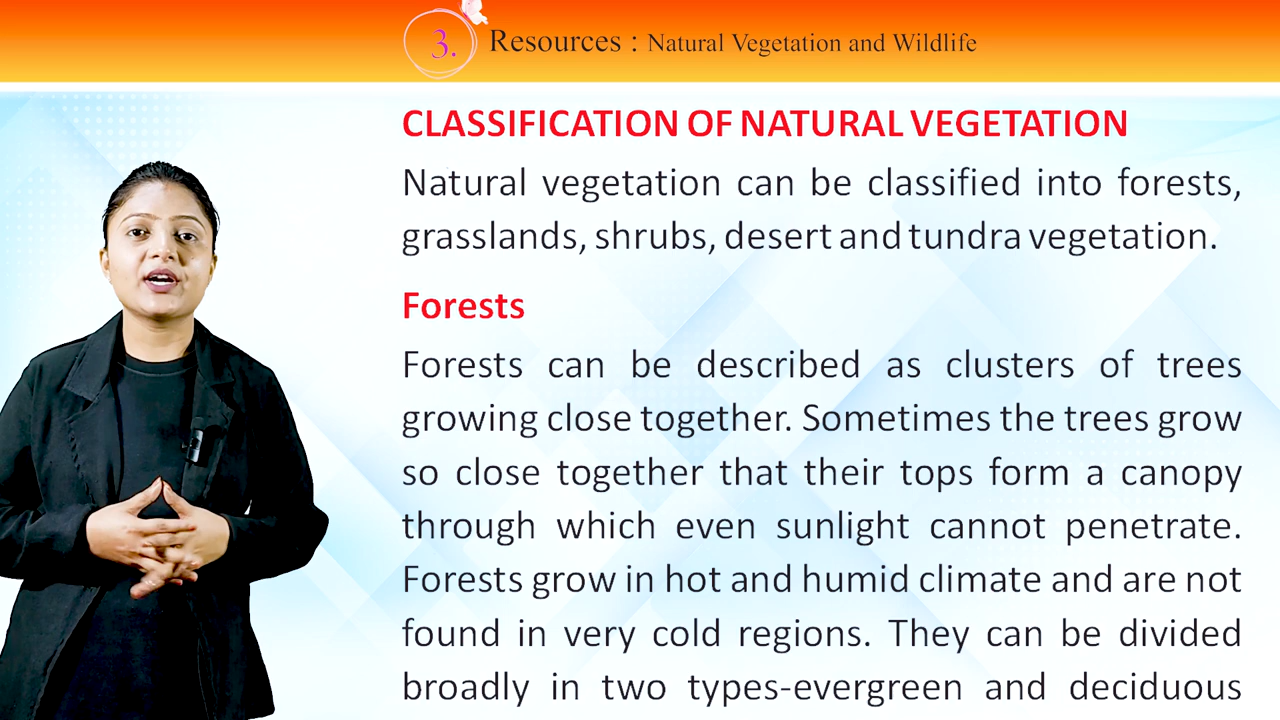 3. Resources : Natural Vegetation and Wildlife
CLASSIFICATION OF NATURAL VEGETATION
Natural vegetation can be classified into forests,
grasslands, shrubs, desert and tundra vegetation.
Forests
Forests can be described as clusters of trees
growing close together. Sometimes the trees grow
so close together that their tops form a canopy
through which even sunlight cannot penetrate.
Forests grow in hot and humid climate and are not
found in very cold regions. They can be divided
broadly in two types-evergreen and deciduous